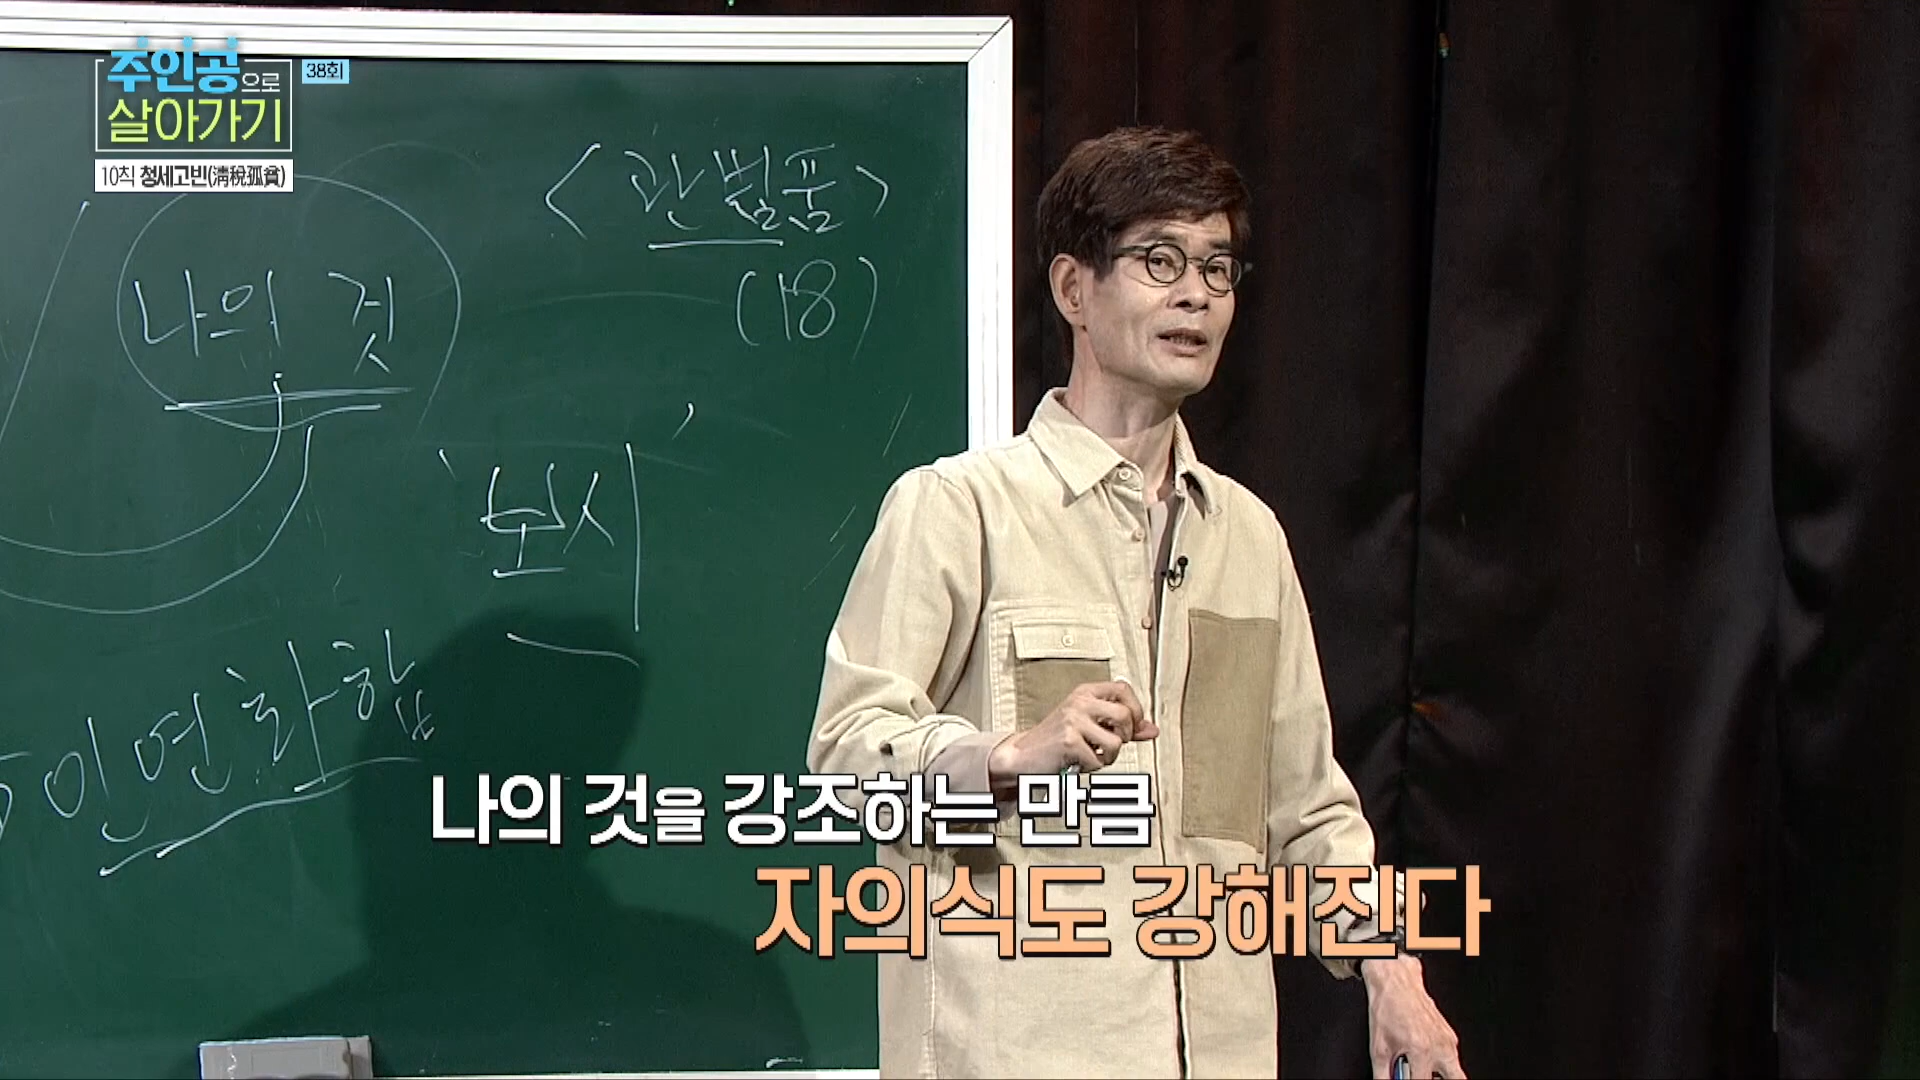 주인공으로 38회
살아가기
10칙 청세고빈(淸稅孤貧)
<관법품>
(18)
나의 것
'보시'
인연화합
나의 것을 강조하는 만큼
자의식도 강해진다